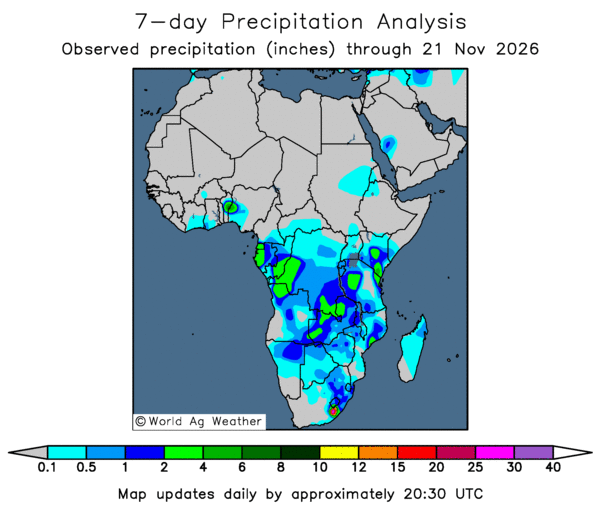 7-day Precipitation Analysis
Observed precipitation (inches) through 21 Nov 2026
© World Ag Weather
0.1 0.5 1 2 4 6 8 10 12 15 20 25 30 40
Map updates daily by approximately 20:30 UTC